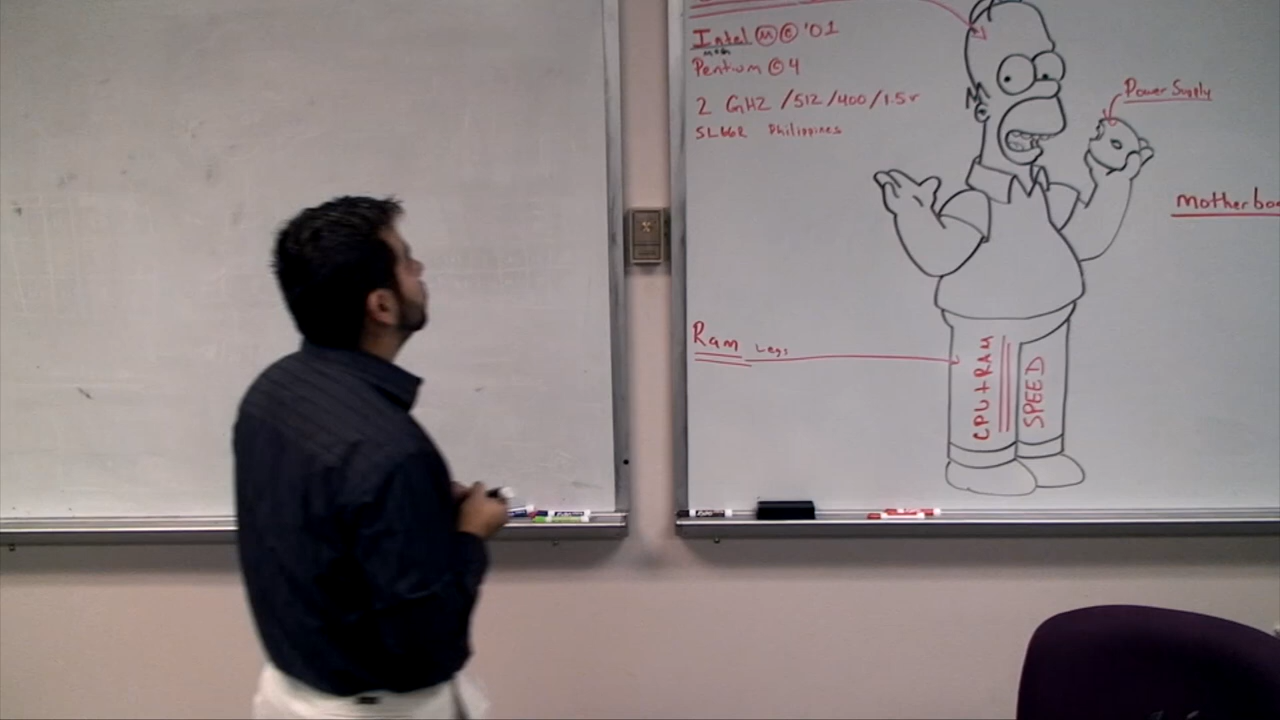 Intel Ⓜ © '01
Pentium © 4
2 GHZ /512/400/1.5v
SL66R Philippines
Power Supply
motherboa
Ram Legs
CPU + RAM
SPEED